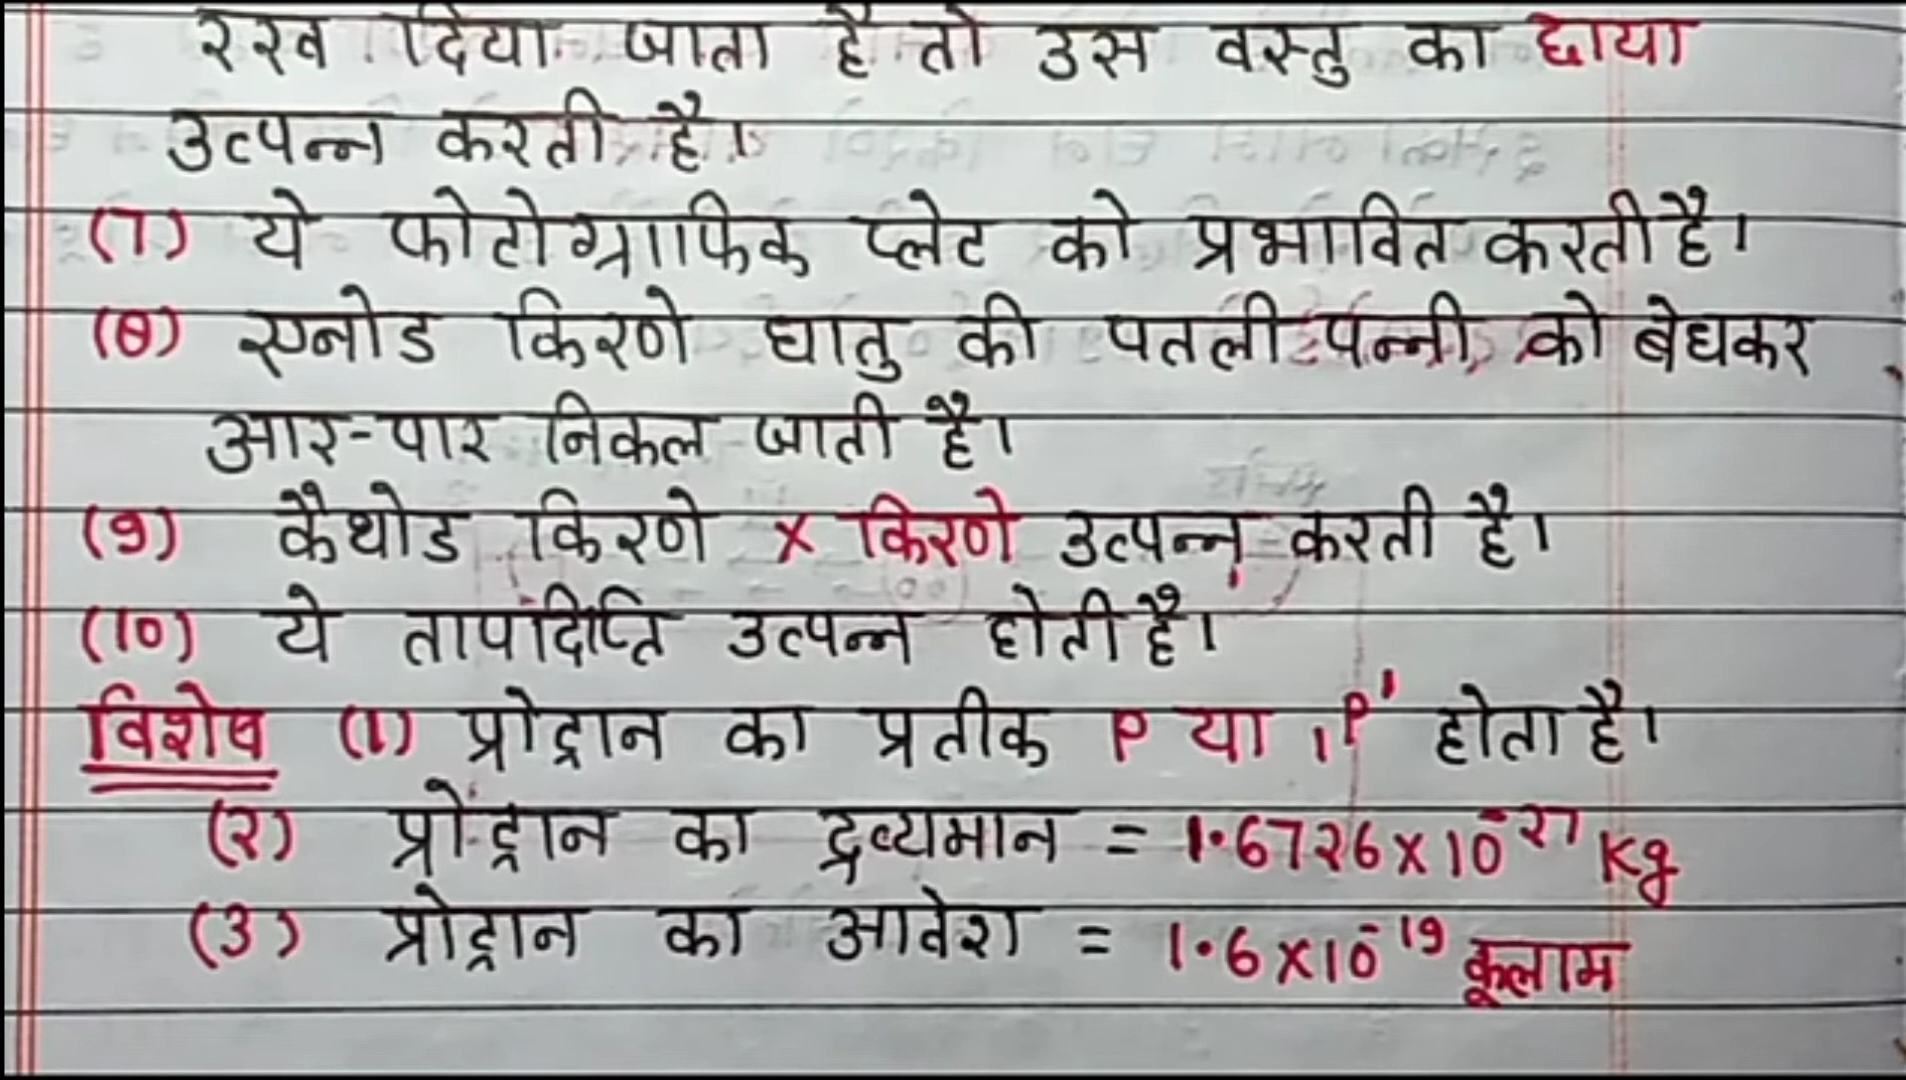 रख दिया जाता है तो उस वस्तु का छाया
उत्पन्न करती है।
(7) ये फोटोग्राफिक प्लेट को प्रभावित करती है।
(8) एनोड किरणे धातु की पतली पन्नी को बेधकर
आर-पार निकल जाती है।
(9) कैथोड किरणे x किरणे उत्पन्न करती है।
(10) ये तापदिप्ति उत्पन्न होती है।
विशेष (1) प्रोट्रान का प्रतीक P या ₁P¹ होता है।
(२) प्रोट्रान का द्रव्यमान = 1.67२6 x 10⁻²⁷ Kg
(3) प्रोट्रान का आवेश = 1.6 x 10⁻¹⁹ कूलाम